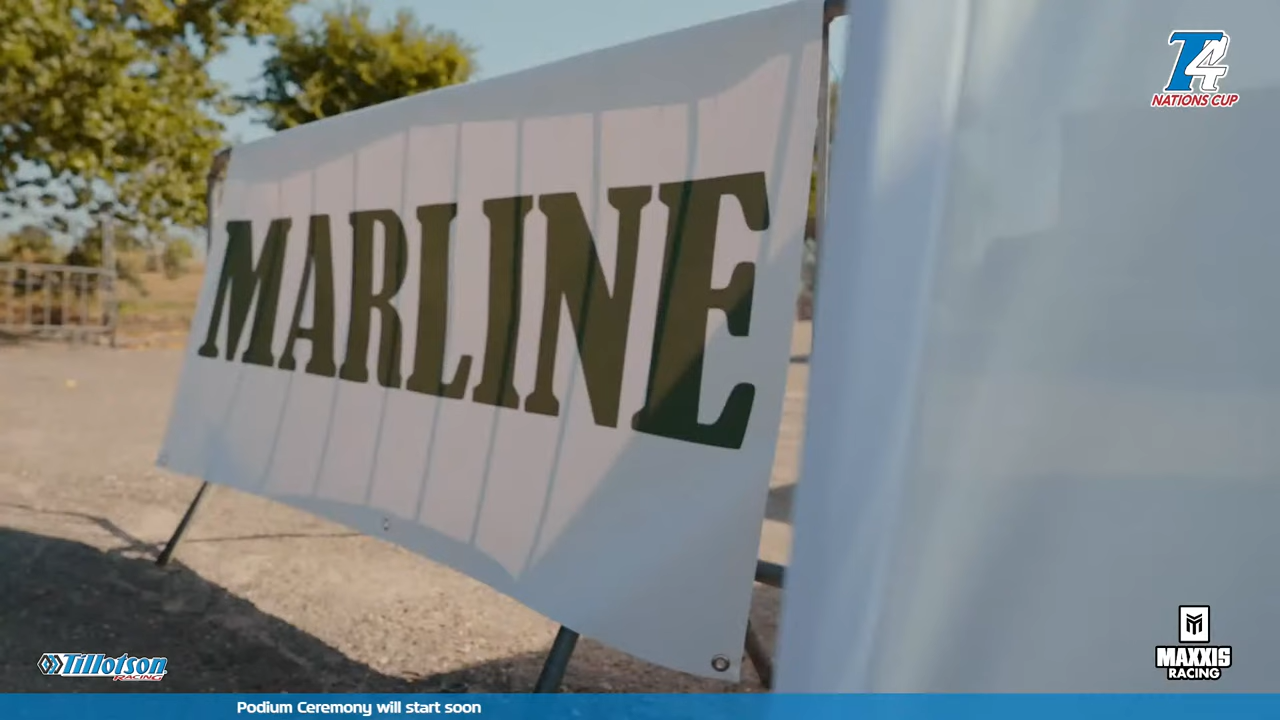 T4
NATIONS CUP
MARLINE
Tillotson
RACING
MAXXIS
RACING
Podium Ceremony will start soon